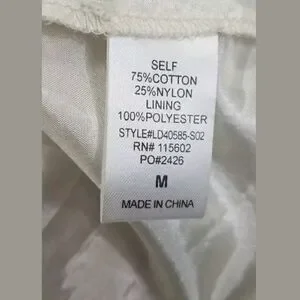 SELF
75%COTTON
25%NYLON
LINING
100%POLYESTER
STYLE#LD40585-S02
RN# 115602
PO#2426
M
MADE IN CHINA